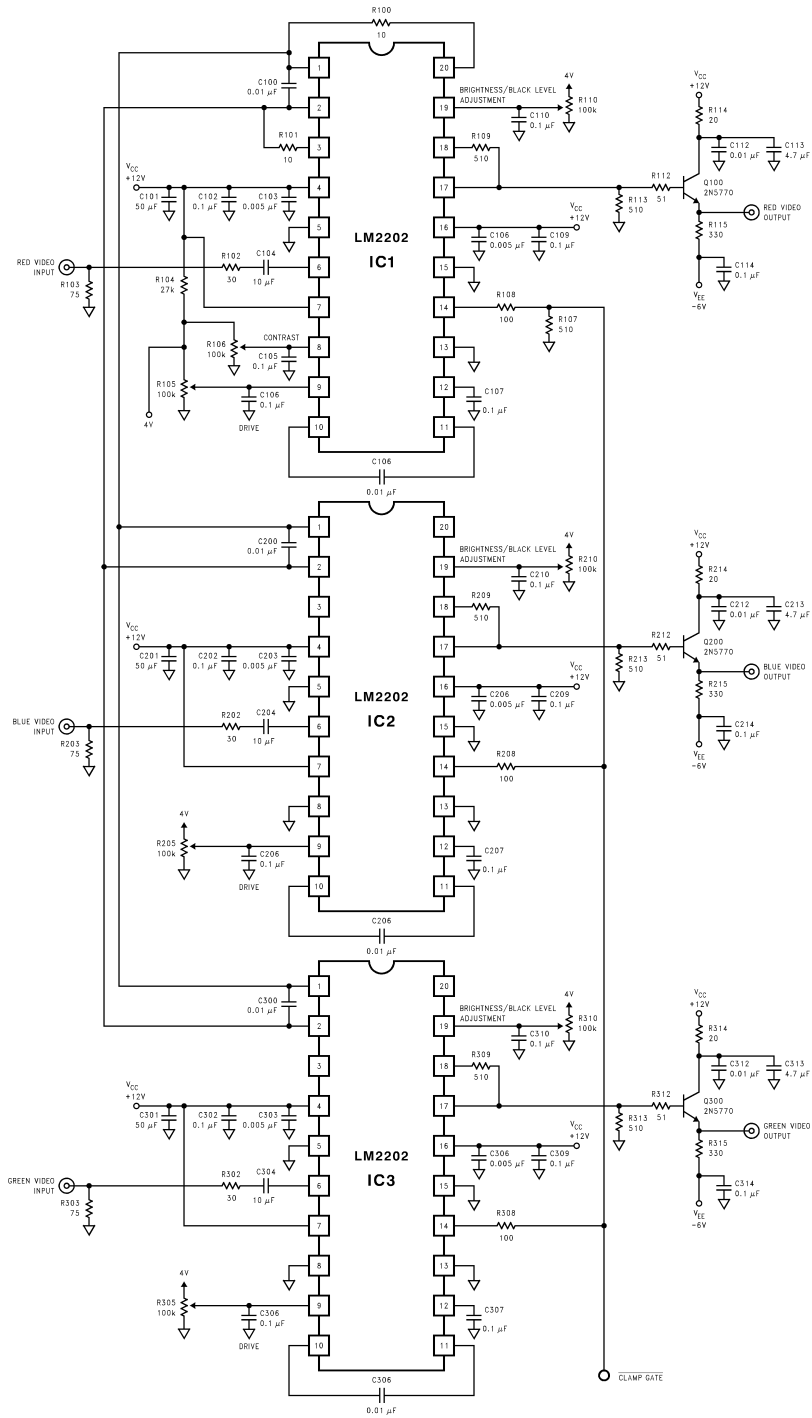 R100
10
1
20
C100
0.01 µF
2
BRIGHTNESS/BLACK LEVEL
ADJUSTMENT
19
C110
0.1 µF
4V
R110
100k
VCC
+12V
R114
20
C112
0.01 µF
C113
4.7 µF
R101
10
3
18
R109
510
VCC
+12V
C101
50 µF
C102
0.1 µF
C103
0.005 µF
4
17
R113
510
R112
51
Q100
2N5770
RED VIDEO
OUTPUT
R115
330
C114
0.1 µF
VEE
-6V
5
LM2202
IC1
16
C106
0.005 µF
C109
0.1 µF
VCC
+12V
RED VIDEO
INPUT
R103
75
R102
30
C104
10 µF
6
15
R104
27k
7
14
R108
100
R107
510
R106
100k
CONTRAST
C105
0.1 µF
8
13
R105
100k
4V
C106
0.1 µF
DRIVE
9
12
C107
0.1 µF
10
11
C106
0.01 µF
1
20
C200
0.01 µF
2
BRIGHTNESS/BLACK LEVEL
ADJUSTMENT
19
C210
0.1 µF
4V
R210
100k
VCC
+12V
R214
20
C212
0.01 µF
C213
4.7 µF
3
18
R209
510
VCC
+12V
C201
50 µF
C202
0.1 µF
C203
0.005 µF
4
17
R213
510
R212
51
Q200
2N5770
BLUE VIDEO
OUTPUT
R215
330
C214
0.1 µF
VEE
-6V
5
LM2202
IC2
16
C206
0.005 µF
C209
0.1 µF
VCC
+12V
BLUE VIDEO
INPUT
R203
75
R202
30
C204
10 µF
6
15
7
14
R208
100
8
13
4V
R205
100k
C206
0.1 µF
DRIVE
9
12
C207
0.1 µF
10
11
C206
0.01 µF
1
20
C300
0.01 µF
2
BRIGHTNESS/BLACK LEVEL
ADJUSTMENT
19
C310
0.1 µF
4V
R310
100k
VCC
+12V
R314
20
C312
0.01 µF
C313
4.7 µF
3
18
R309
510
VCC
+12V
C301
50 µF
C302
0.1 µF
C303
0.005 µF
4
17
R313
510
R312
51
Q300
2N5770
GREEN VIDEO
OUTPUT
R315
330
C314
0.1 µF
VEE
-6V
5
LM2202
IC3
16
C306
0.005 µF
C309
0.1 µF
VCC
+12V
GREEN VIDEO
INPUT
R303
75
R302
30
C304
10 µF
6
15
7
14
R308
100
8
13
4V
R305
100k
C306
0.1 µF
DRIVE
9
12
C307
0.1 µF
10
11
C306
0.01 µF
CLAMP GATE